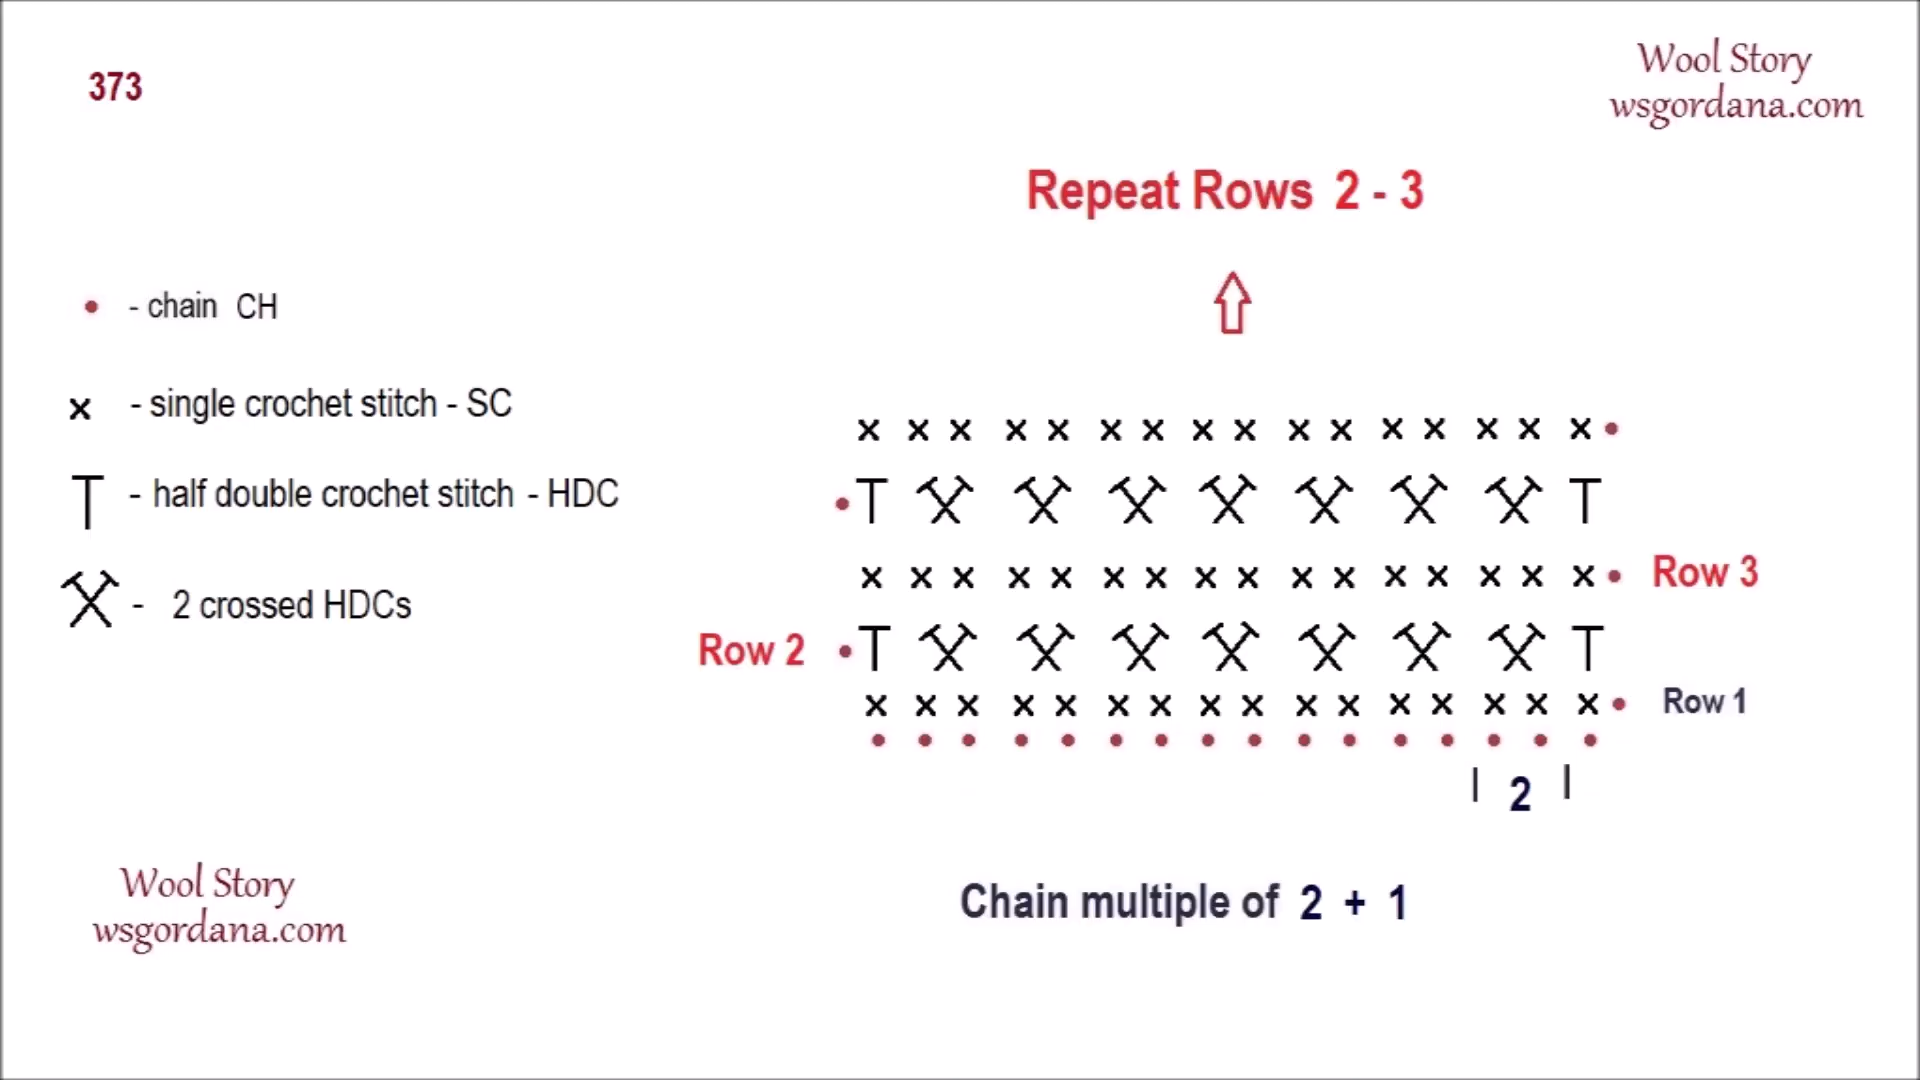 373
Wool Story
wsgordana.com
Repeat Rows 2 - 3
- chain CH
- single crochet stitch - SC
- half double crochet stitch - HDC
- 2 crossed HDCs
Row 3
Row 2
Row 1
2
Chain multiple of 2 + 1
Wool Story
wsgordana.com